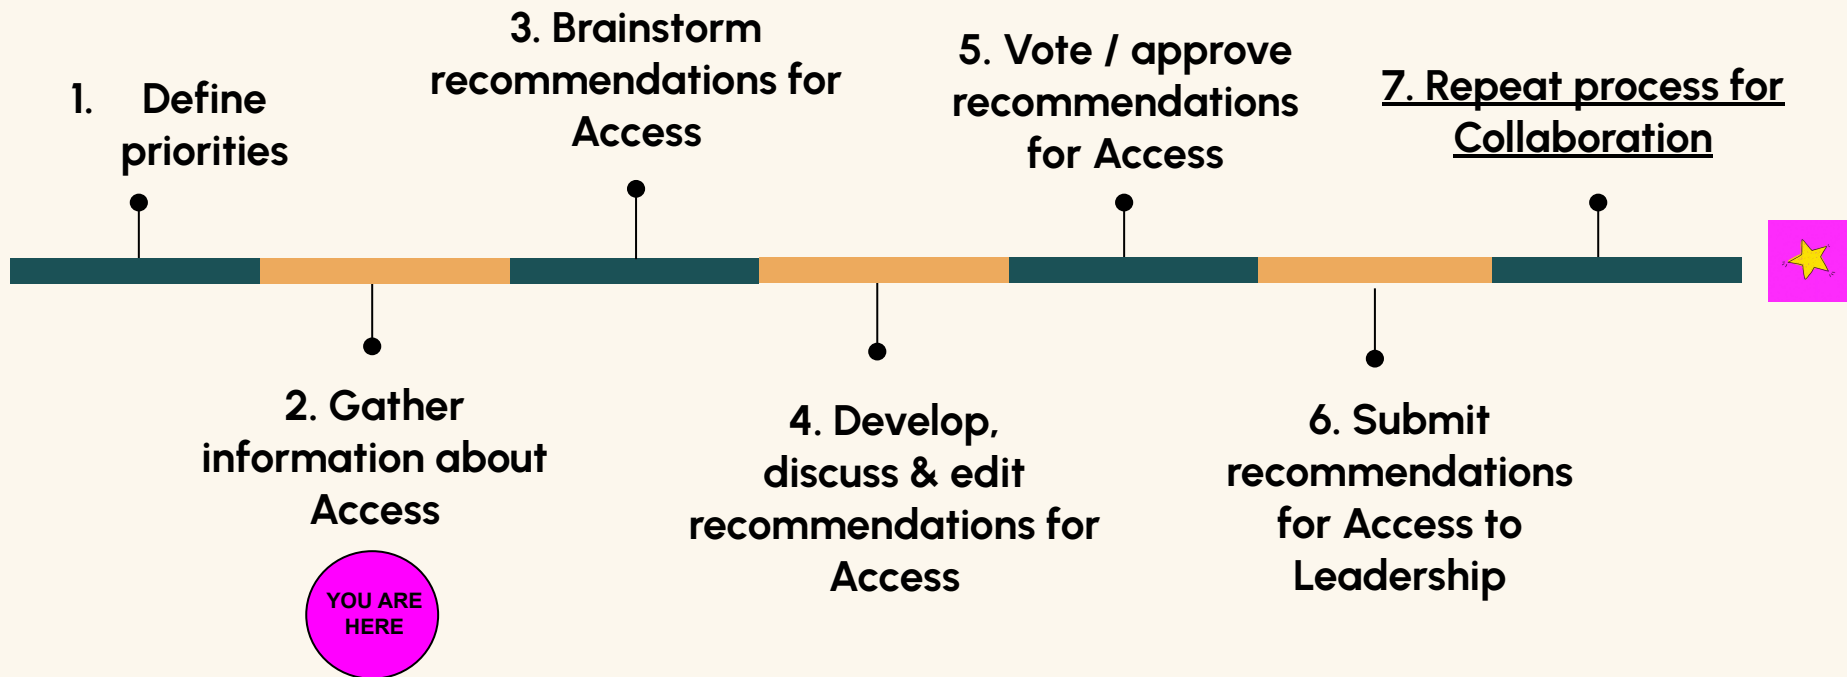 1. Define
priorities
2. Gather
information about
Access
YOU ARE
HERE
3. Brainstorm
recommendations for
Access
4. Develop,
discuss & edit
recommendations for
Access
5. Vote / approve
recommendations
for Access
6. Submit
recommendations
for Access to
Leadership
7. Repeat process for
Collaboration